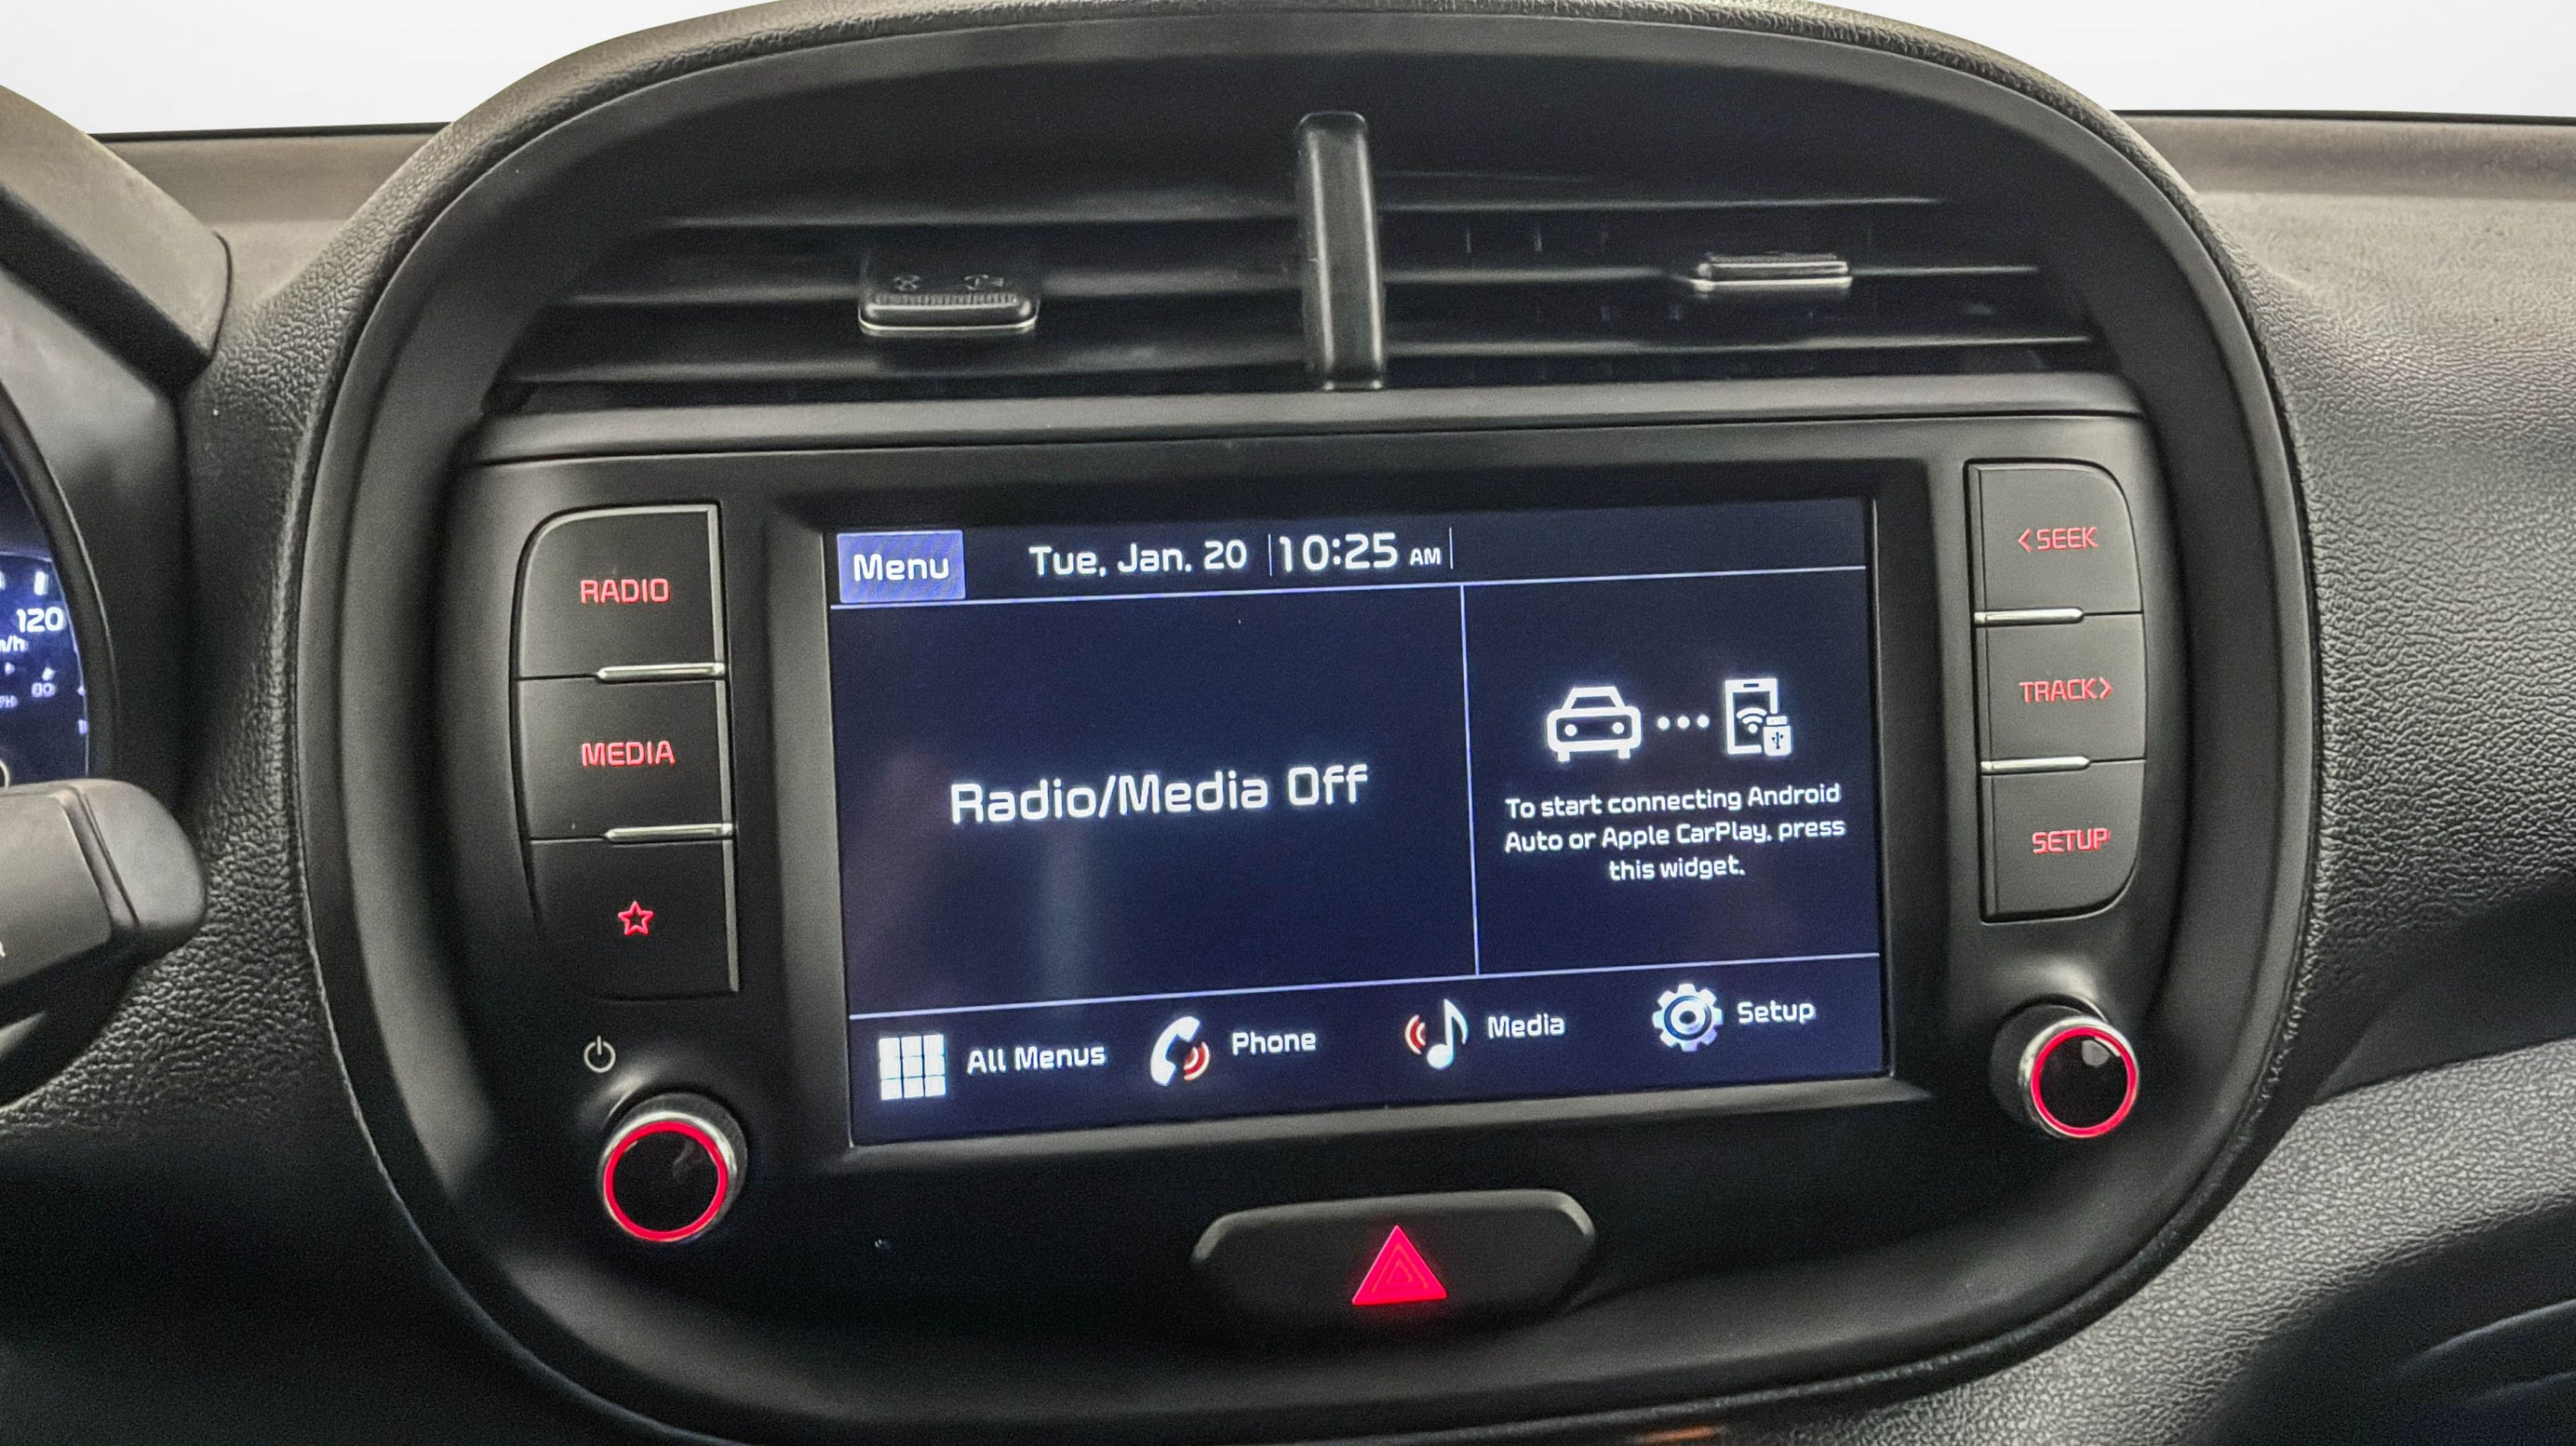 120
80
RADIO
MEDIA
Menu
Tue, Jan. 20
10:25 AM
Radio/Media Off
To start connecting Android
Auto or Apple CarPlay, press
this widget.
All Menus
Phone
Media
Setup
< SEEK
TRACK >
SETUP